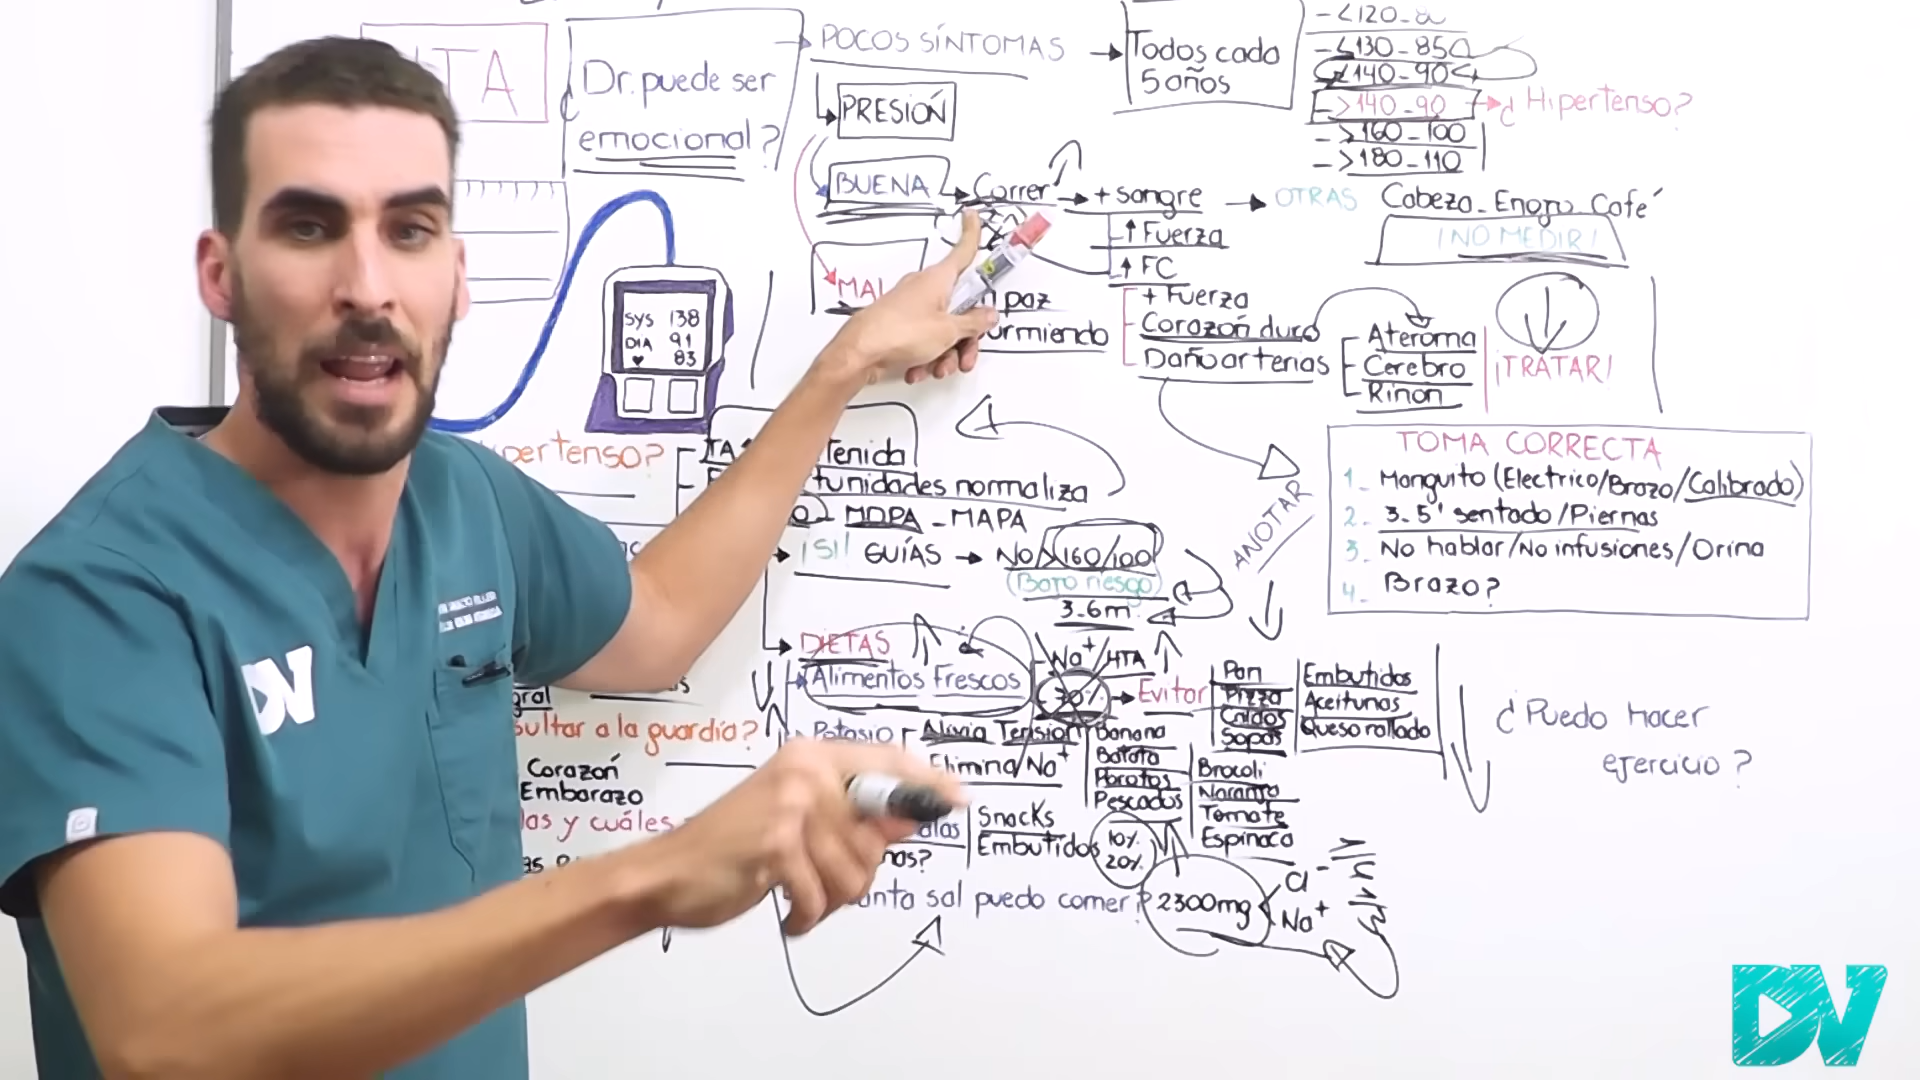 HTA
¿Dr. puede ser
emocional?
POCOS SÍNTOMAS
Todos cada
5 años
- <120-80
- <130-85
<140-90
- >140-90
¿Hipertenso?
- >160-100
- >180-110
PRESIÓN
BUENA
Correr
+ sangre
↑ Fuerza
↑ FC
OTRAS
Cabeza - Enojo - Café
¡NO MEDIR!
MAL
paz
urmiendo
+ Fuerza
Corazón duro
Daño arterias
Ateroma
Cerebro
Riñon
¡TRATAR!
SYS 138
DIA 91
♥ 83
pertenso?
TA
Tenida
tunidades normaliza
MDPA - MAPA
¡SI! GUÍAS → NO/>160/100
(Bajo riesgo)
3-6m
ANOTAR
TOMA CORRECTA
1- Manguito (Electrico/Brazo/Calibrado)
2- 3-5' sentado/Piernas
3- No hablar/No infusiones/Orina
4- Brazo?
DIETAS
Alimentos Frescos
Na+/HTA
-30%
Evitar
Pan
Pizza
Caldos
Sopas
Embutidos
Aceitunas
Queso rallado
Potasio
Alivia Tensión
Elimina/Na+
Banana
Batata
Porotos
Pescados
Brocoli
Naranja
Tomate
Espinaca
Snacks
Embutidos
10%
20%
anta sal puedo comer?
2300mg
Cl-
Na+
¿Puedo Hacer
ejercicio?
gral
sultar a la guardia?
Corazón
Embarazo
las y cuáles
DV
DV